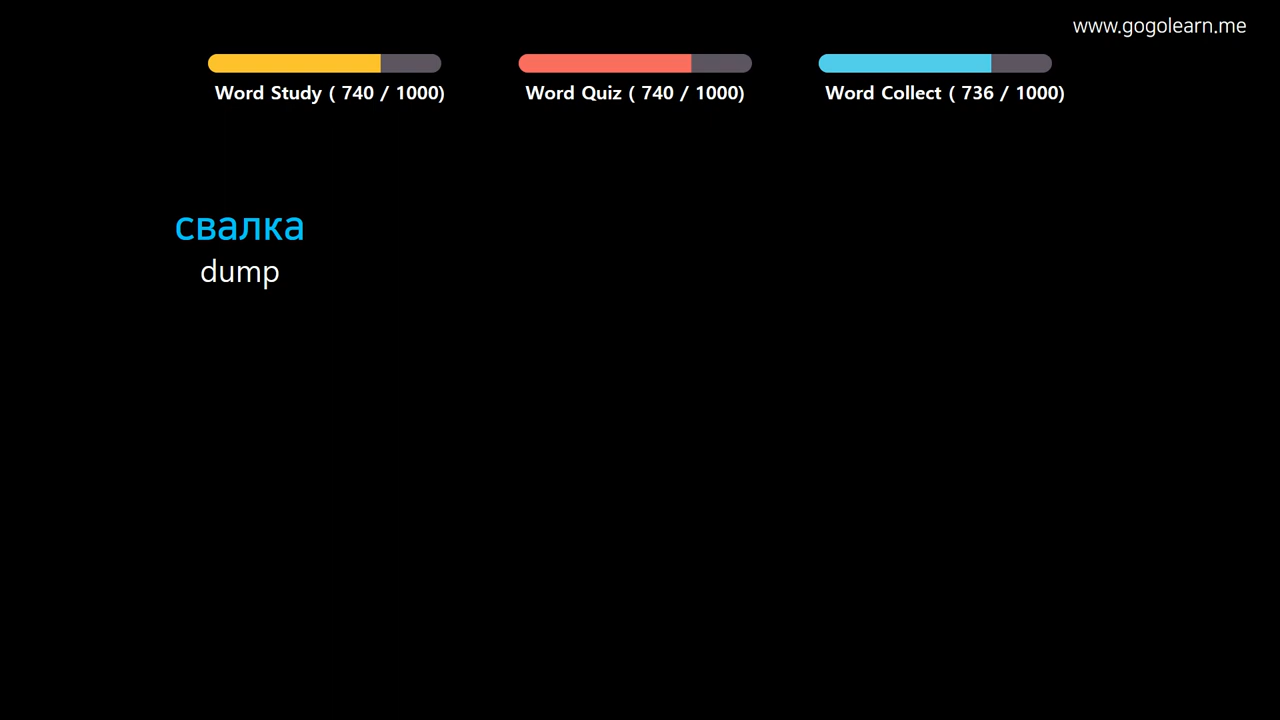 www.gogolearn.me
Word Study ( 740 / 1000)
Word Quiz ( 740 / 1000)
Word Collect ( 736 / 1000)
свалка
dump